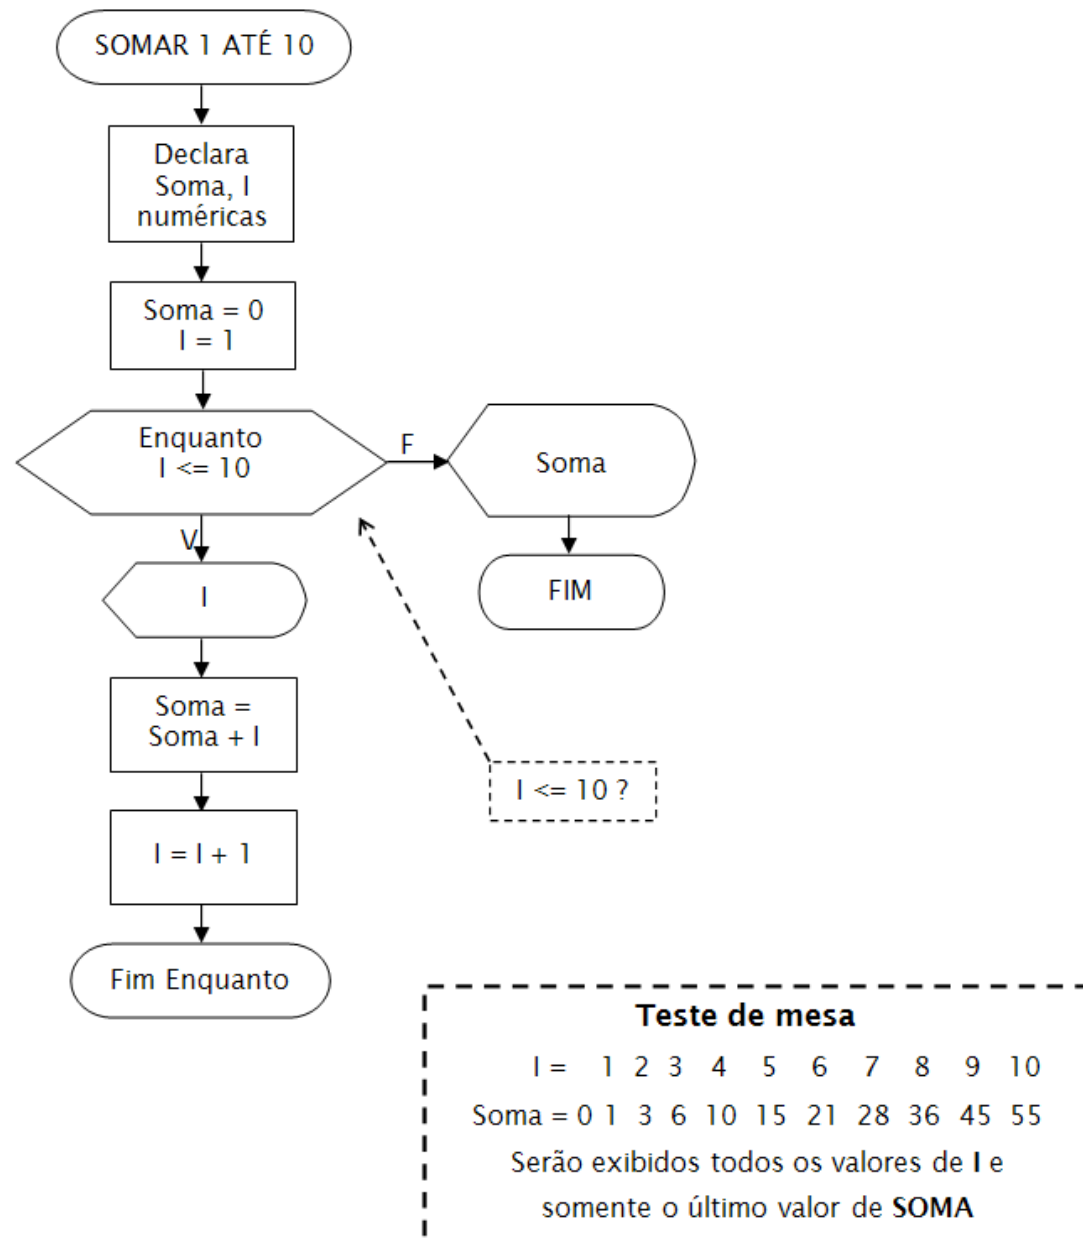 SOMAR 1 ATÉ 10
Declara
Soma, I
numéricas
Soma = 0
I = 1
Enquanto
I <= 10
F
Soma
V
I
FIM
Soma =
Soma + I
I <= 10 ?
I = I + 1
Fim Enquanto
Teste de mesa
I = 1 2 3 4 5 6 7 8 9 10
Soma = 0 1 3 6 10 15 21 28 36 45 55
Serão exibidos todos os valores de I e
somente o último valor de SOMA